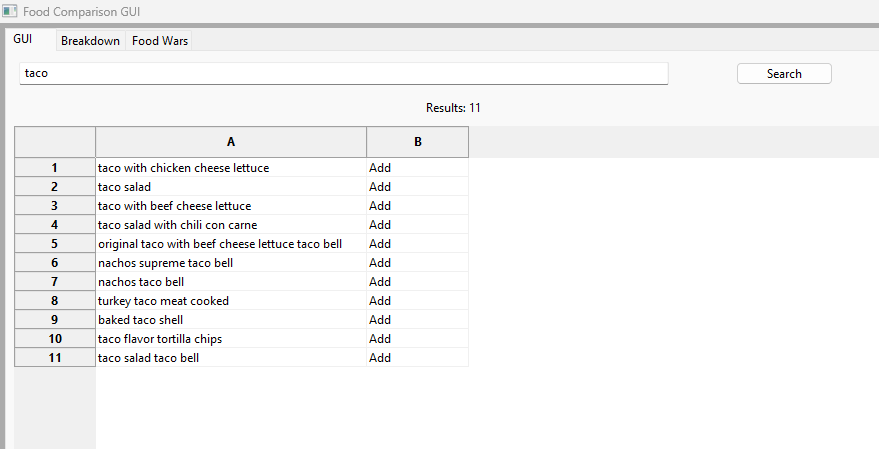 Food Comparison GUI
GUI Breakdown Food Wars
taco Search
Results: 11
A B
1 taco with chicken cheese lettuce Add
2 taco salad Add
3 taco with beef cheese lettuce Add
4 taco salad with chili con carne Add
5 original taco with beef cheese lettuce taco bell Add
6 nachos supreme taco bell Add
7 nachos taco bell Add
8 turkey taco meat cooked Add
9 baked taco shell Add
10 taco flavor tortilla chips Add
11 taco salad taco bell Add